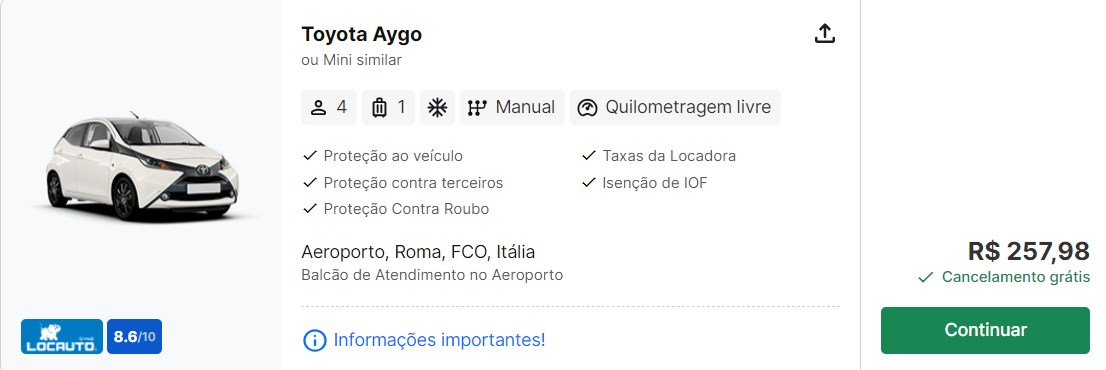 Toyota Aygo
ou Mini similar
4 1 Manual Quilometragem livre
Proteção ao veículo
Taxas da Locadora
Proteção contra terceiros
Isenção de IOF
Proteção Contra Roubo
Aeroporto, Roma, FCO, Itália
Balcão de Atendimento no Aeroporto
R$ 257,98
Cancelamento grátis
LOCAUTO
8.6/10
Informações importantes!
Continuar